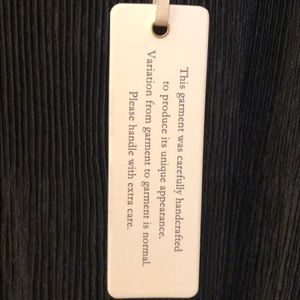 This garment was carefully handcrafted
to produce its unique appearance.
Variation from garment to garment is normal.
Please handle with extra care.